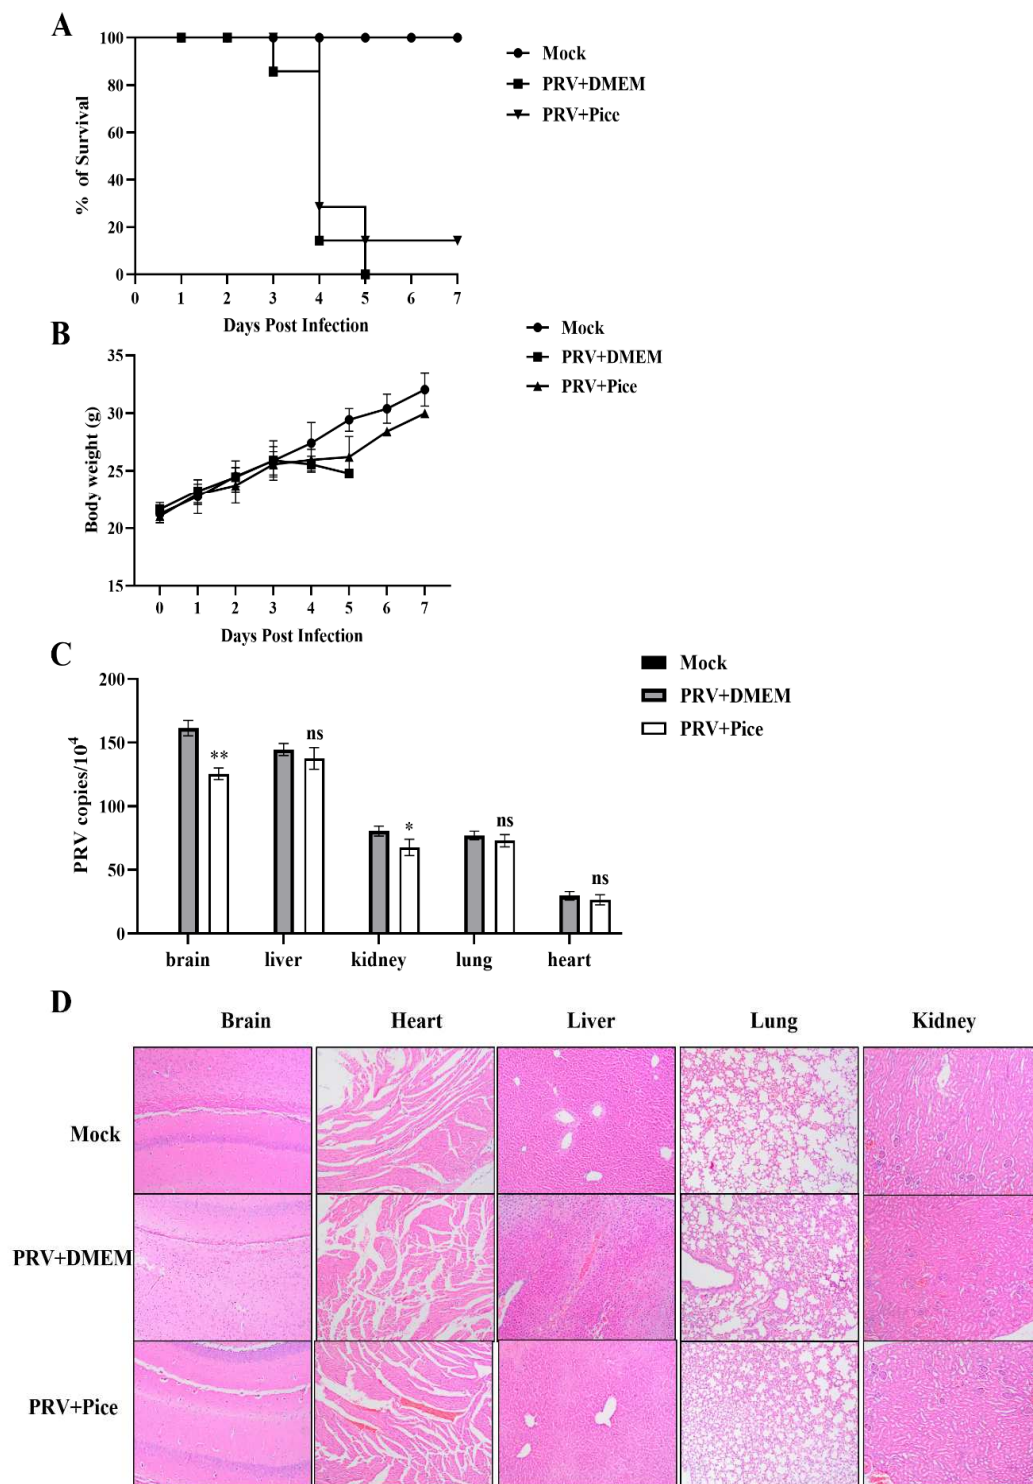 A
100
80
60
40
20
0
% of Survival
0 1 2 3 4 5 6 7
Days Post Infection
Mock
PRV+DMEM
PRV+Pice
B
35
30
25
20
15
Body weight (g)
0 1 2 3 4 5 6 7
Days Post Infection
Mock
PRV+DMEM
PRV+Pice
C
200
150
100
50
0
PRV copies/10⁴
** ns * ns ns
brain liver kidney lung heart
Mock
PRV+DMEM
PRV+Pice
D
Brain Heart Liver Lung Kidney
Mock
PRV+DMEM
PRV+Pice